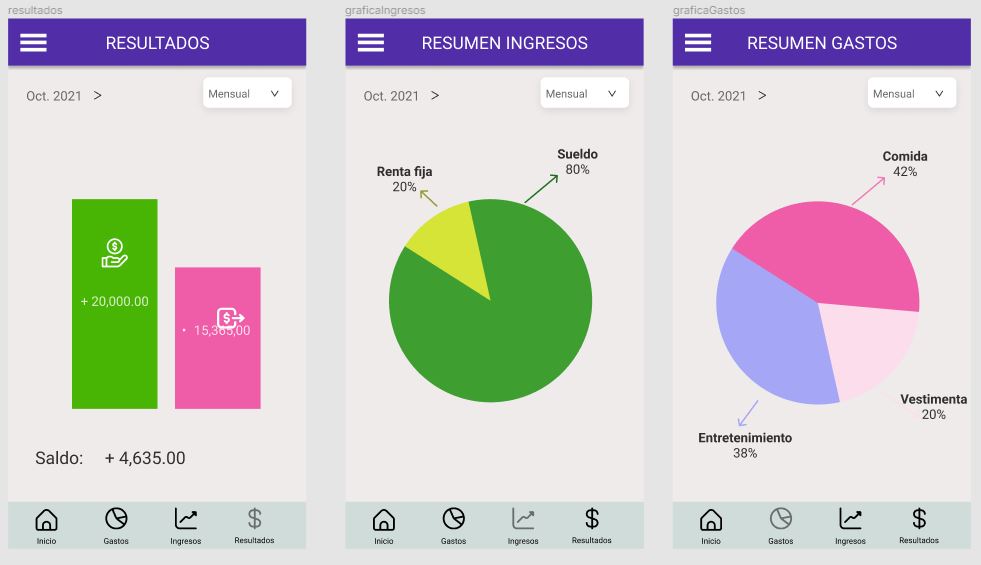 resultados
RESULTADOS
Oct. 2021 >
Mensual
+ 20,000.00
• 15,365,00
Saldo: + 4,635.00
Inicio
Gastos
Ingresos
Resultados
graficaIngresos
RESUMEN INGRESOS
Oct. 2021 >
Mensual
Sueldo
80%
Renta fija
20%
Inicio
Gastos
Ingresos
Resultados
graficaGastos
RESUMEN GASTOS
Oct. 2021 >
Mensual
Comida
42%
Vestimenta
20%
Entretenimiento
38%
Inicio
Gastos
Ingresos
Resultados